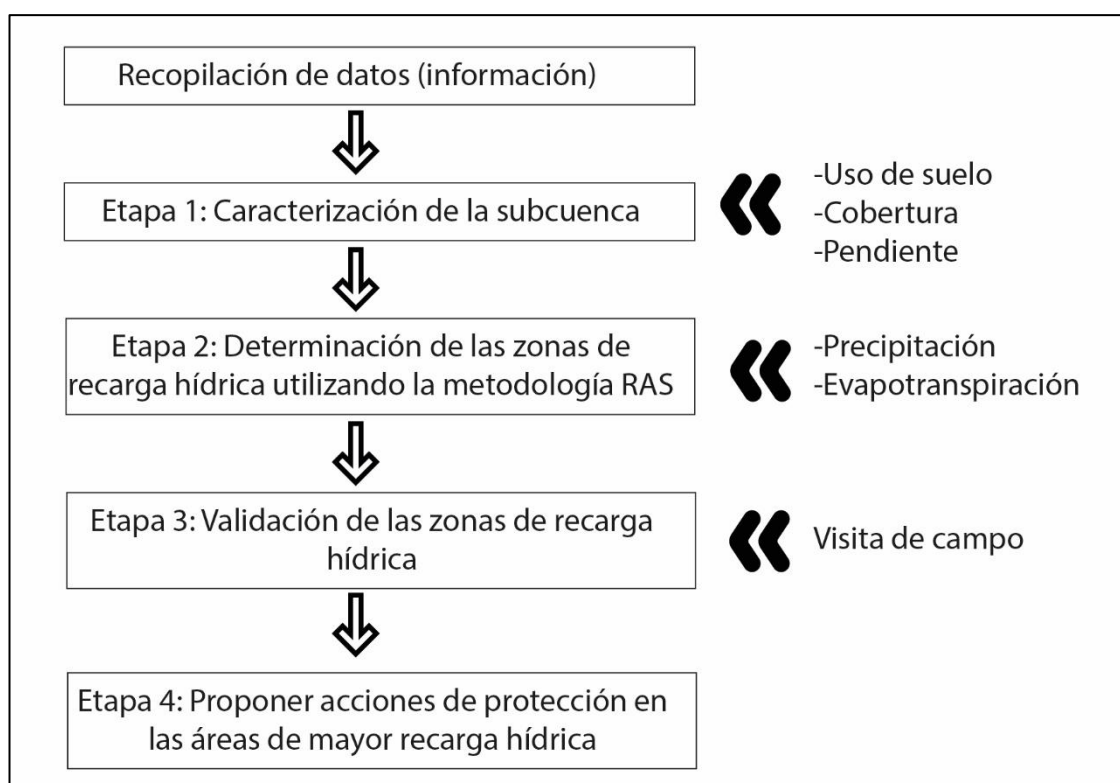 Recopilación de datos (información)
Etapa 1: Caracterización de la subcuenca
-Uso de suelo
-Cobertura
-Pendiente
Etapa 2: Determinación de las zonas de
recarga hídrica utilizando la metodología RAS
-Precipitación
-Evapotranspiración
Etapa 3: Validación de las zonas de recarga
hídrica
Visita de campo
Etapa 4: Proponer acciones de protección en
las áreas de mayor recarga hídrica